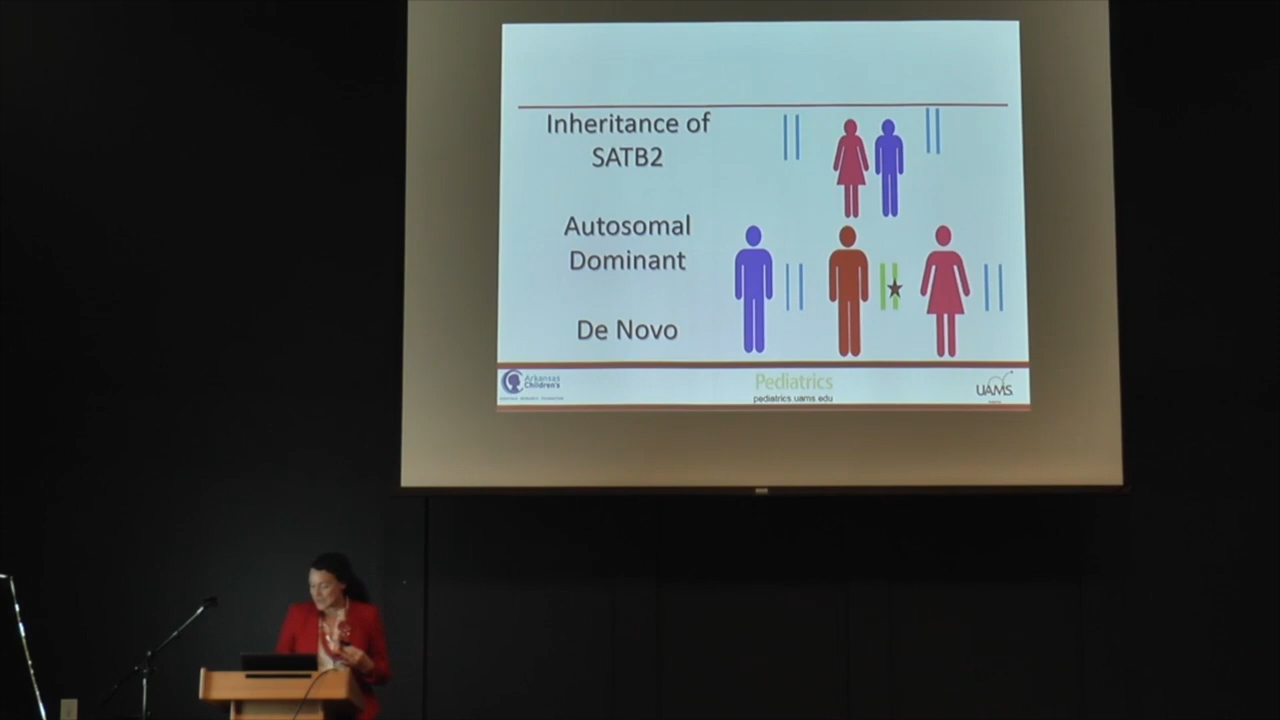 Inheritance of
SATB2
Autosomal
Dominant
De Novo
Arkansas
Children's
Pediatrics
pediatrics.uams.edu
UAMS